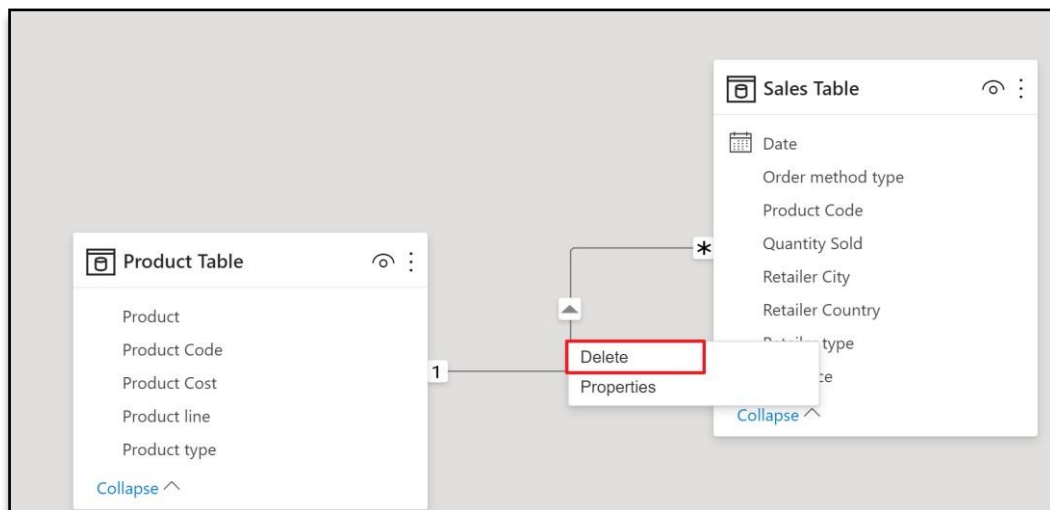 Sales Table
Date
Order method type
Product Code
Quantity Sold
Retailer City
Retailer Country
type
Collapse
Product Table
Product
Product Code
Product Cost
Product line
Product type
Collapse
1
*
Delete
Properties